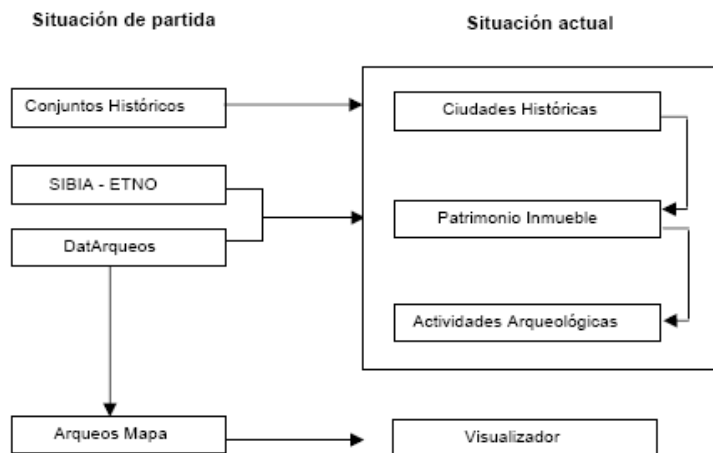 Situación de partida
Situación actual
Conjuntos Históricos
Ciudades Históricas
SIBIA - ETNO
Patrimonio Inmueble
DatArqueos
Actividades Arqueológicas
Arqueos Mapa
Visualizador